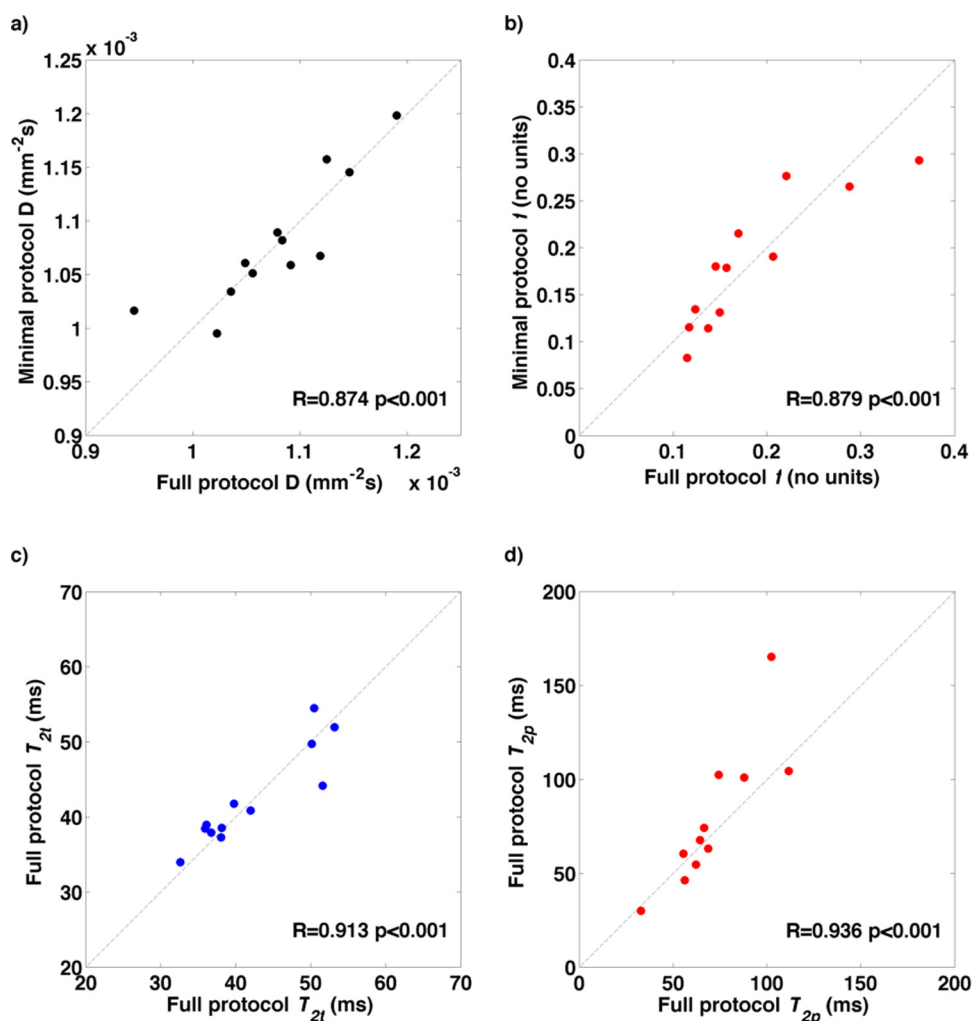 a)
x 10⁻³
1.25
1.2
1.15
1.1
1.05
1
0.95
0.9
Minimal protocol D (mm⁻²s)
R=0.874 p<0.001
0.9 1 1.1 1.2
Full protocol D (mm⁻²s) x 10⁻³
b)
0.4
0.35
0.3
0.25
0.2
0.15
0.1
0.05
0
Minimal protocol f (no units)
R=0.879 p<0.001
0 0.1 0.2 0.3 0.4
Full protocol f (no units)
c)
70
60
50
40
30
20
Full protocol T2t (ms)
R=0.913 p<0.001
20 30 40 50 60 70
Full protocol T2t (ms)
d)
200
150
100
50
0
Full protocol T2p (ms)
R=0.936 p<0.001
0 50 100 150 200
Full protocol T2p (ms)